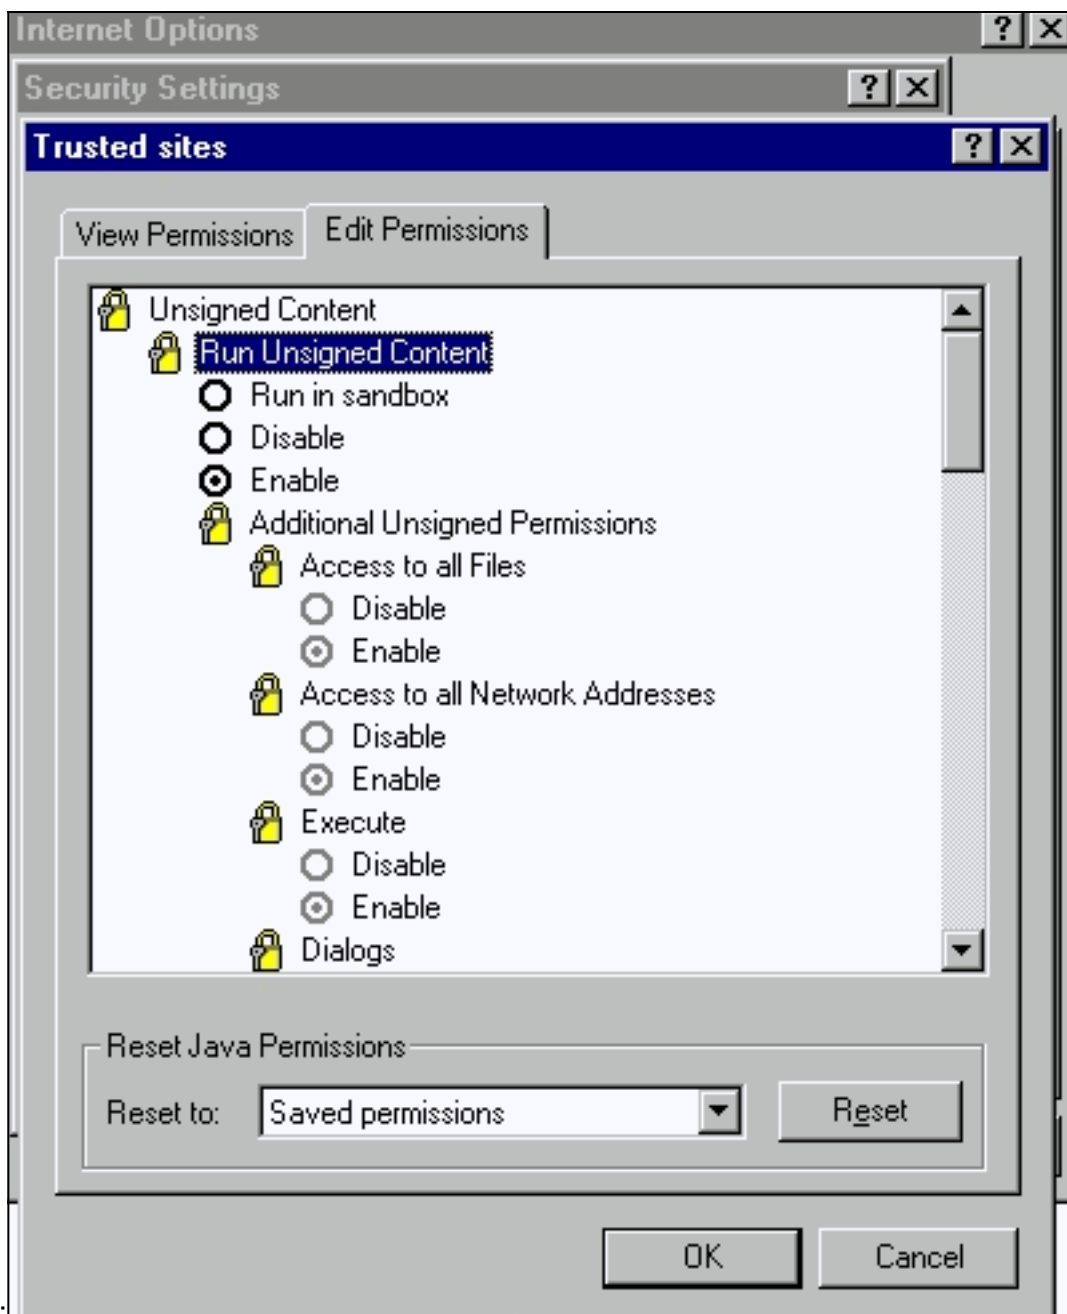 Internet Options
Security Settings
Trusted sites
View Permissions Edit Permissions
Unsigned Content
Run Unsigned Content
Run in sandbox
Disable
Enable
Additional Unsigned Permissions
Access to all Files
Disable
Enable
Access to all Network Addresses
Disable
Enable
Execute
Disable
Enable
Dialogs
Reset Java Permissions
Reset to: Saved permissions Reset
OK Cancel